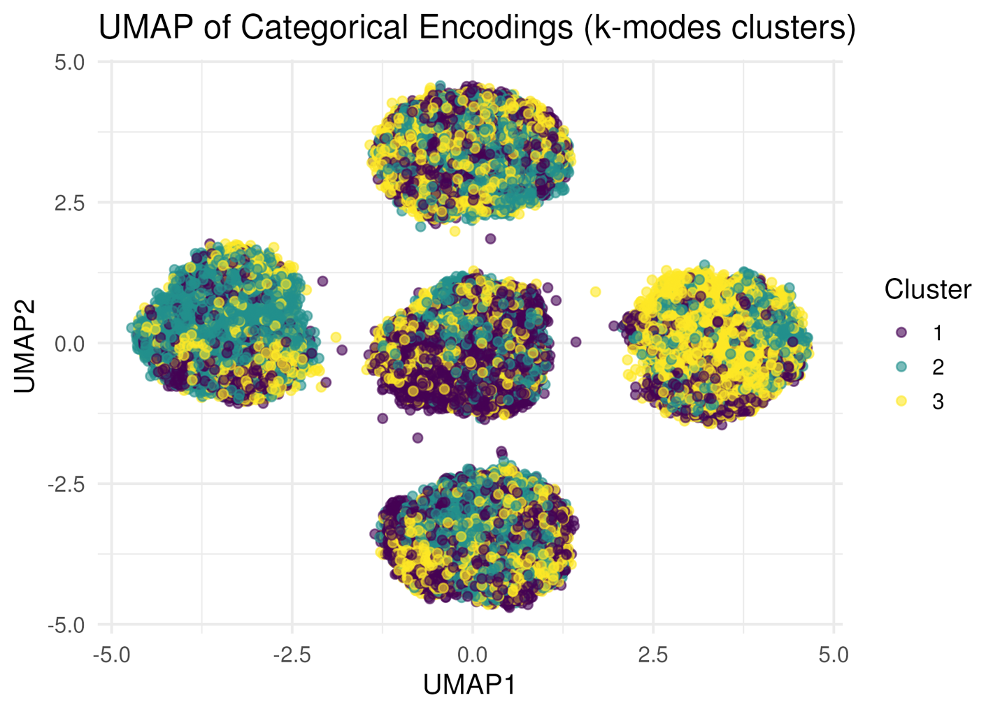 UMAP of Categorical Encodings (k-modes clusters)
5.0
2.5
0.0
-2.5
-5.0
UMAP2
-5.0 -2.5 0.0 2.5 5.0
UMAP1
Cluster
1
2
3